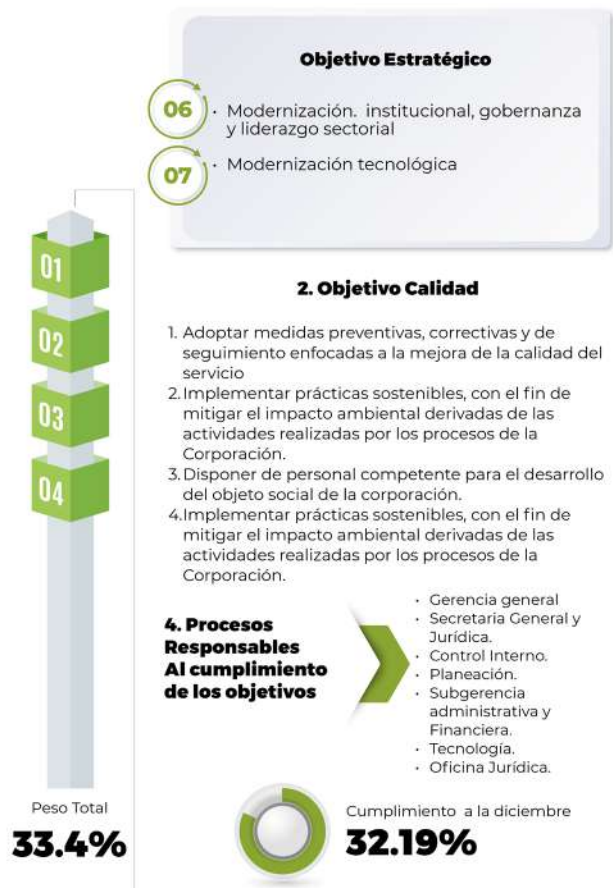 Objetivo Estratégico
06
· Modernización. institucional, gobernanza
y liderazgo sectorial
07
· Modernización tecnológica
01
02
03
04
2. Objetivo Calidad
1. Adoptar medidas preventivas, correctivas y de
seguimiento enfocadas a la mejora de la calidad del
servicio
2. Implementar prácticas sostenibles, con el fin de
mitigar el impacto ambiental derivadas de las
actividades realizadas por los procesos de la
Corporación.
3. Disponer de personal competente para el desarrollo
del objeto social de la corporación.
4. Implementar prácticas sostenibles, con el fin de
mitigar el impacto ambiental derivadas de las
actividades realizadas por los procesos de la
Corporación.
4. Procesos
Responsables
Al cumplimiento
de los objetivos
· Gerencia general
· Secretaria General y
Jurídica.
· Control Interno.
· Planeación.
· Subgerencia
administrativa y
Financiera.
· Tecnología.
· Oficina Jurídica.
Peso Total
33.4%
Cumplimiento a la diciembre
32.19%